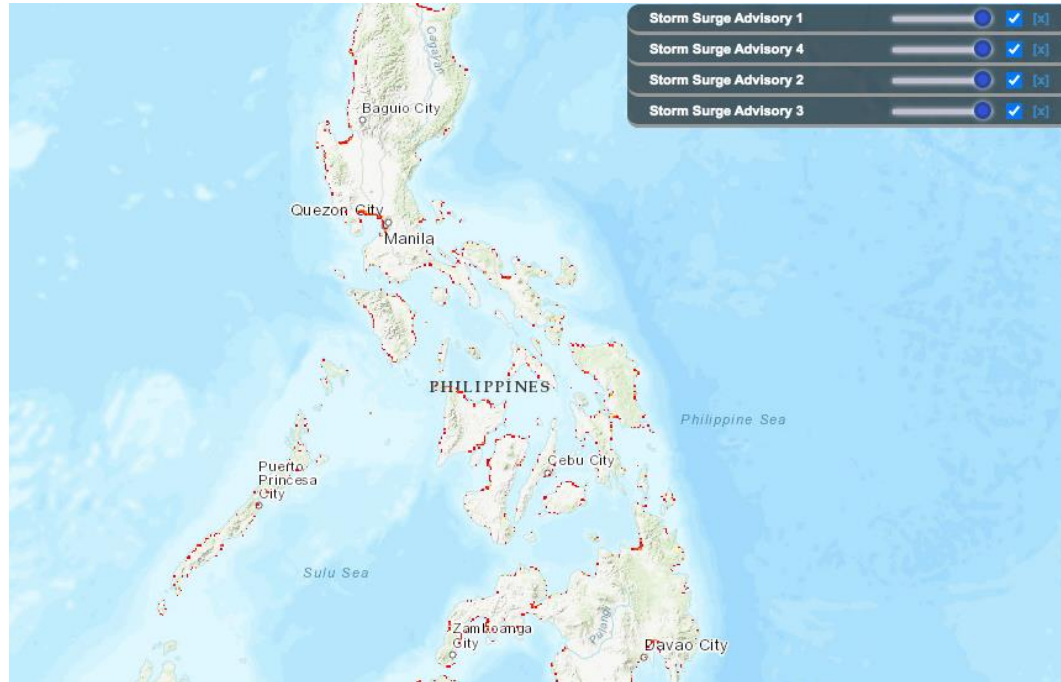 Storm Surge Advisory 1 [x]
Storm Surge Advisory 4 [x]
Storm Surge Advisory 2 [x]
Storm Surge Advisory 3 [x]
Cagayan
Baguio City
Quezon City
Manila
PHILIPPINES
Philippine Sea
Cebu City
Puerto
Princesa
City
Sulu Sea
Zamboanga
City
Pulangi
Davao City